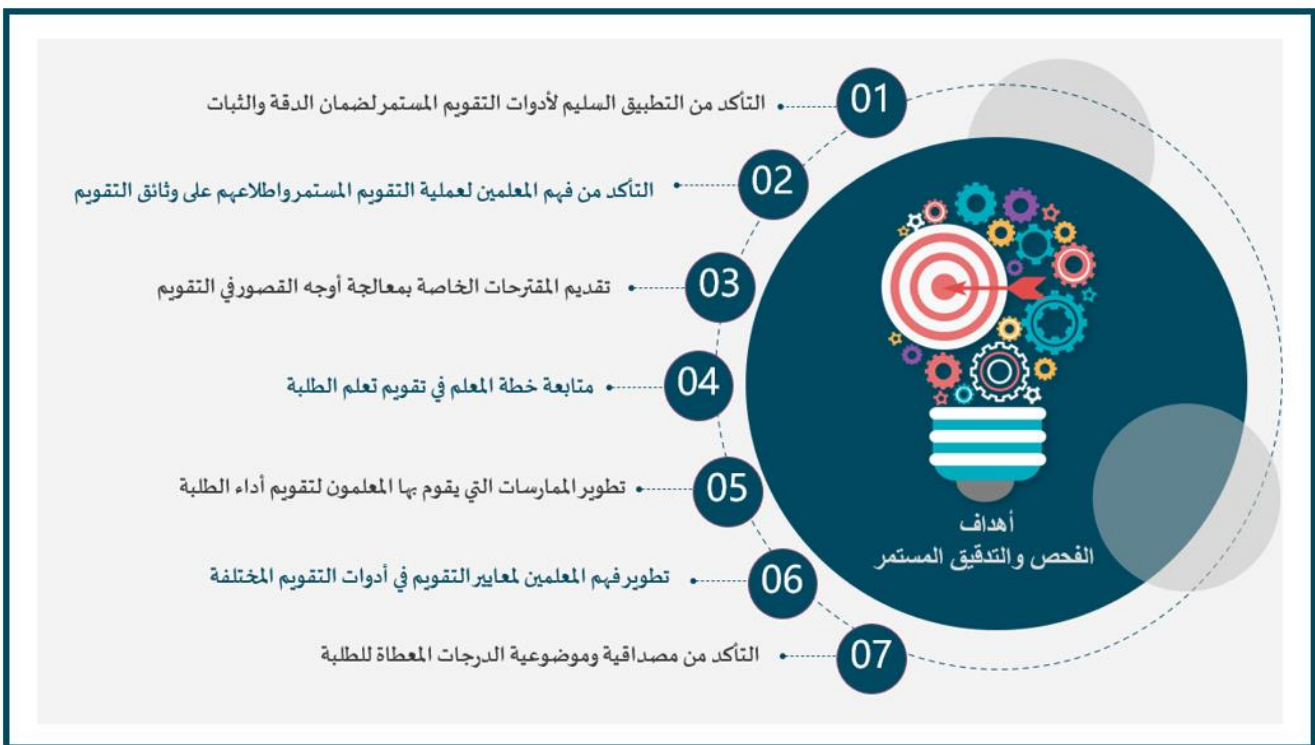 أهداف
الفحص والتدقيق المستمر
01
التأكد من التطبيق السليم لأدوات التقويم المستمر لضمان الدقة والثبات
02
التأكد من فهم المعلمين لعملية التقويم المستمر واطلاعهم على وثائق التقويم
03
تقديم المقترحات الخاصة بمعالجة أوجه القصور في التقويم
04
متابعة خطة المعلم في تقويم تعلم الطلبة
05
تطوير الممارسات التي يقوم بها المعلمون لتقويم أداء الطلبة
06
تطوير فهم المعلمين لمعايير التقويم في أدوات التقويم المختلفة
07
التأكد من مصداقية وموضوعية الدرجات المعطاة للطلبة